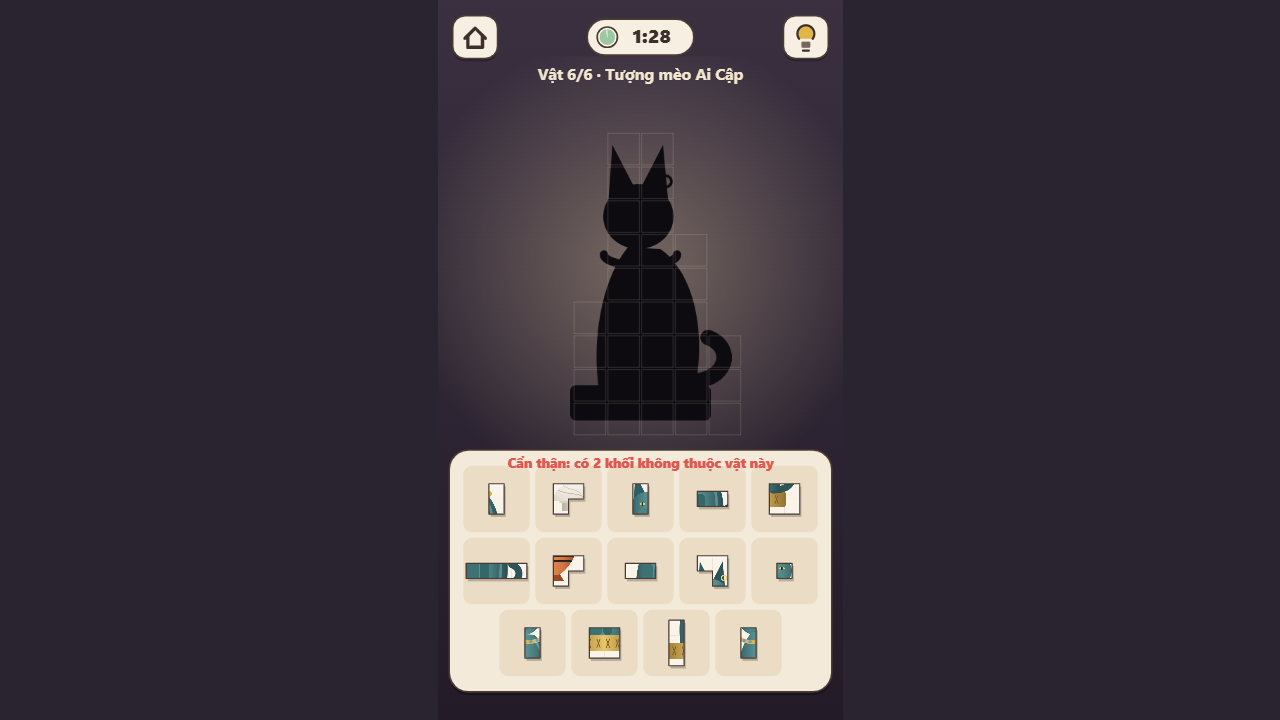 1:28
Vật 6/6 · Tượng mèo Ai Cập
Cẩn thận: có 2 khối không thuộc vật này